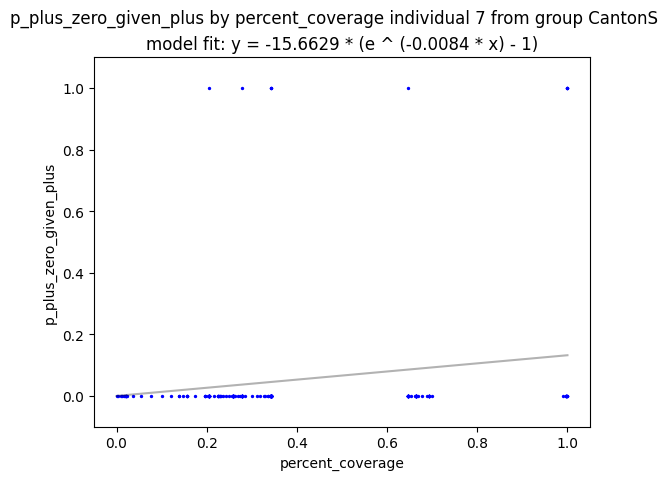 p_plus_zero_given_plus by percent_coverage individual 7 from group CantonS
model fit: y = -15.6629 * (e ^ (-0.0084 * x) - 1)
1.0
0.8
0.6
0.4
0.2
0.0
p_plus_zero_given_plus
0.0 0.2 0.4 0.6 0.8 1.0
percent_coverage